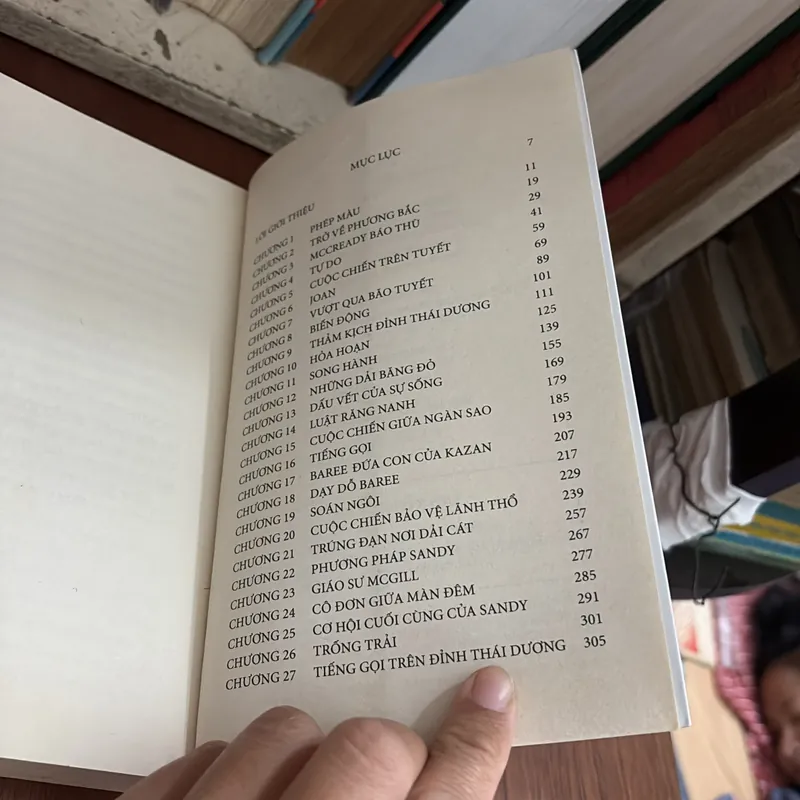 MỤC LỤC
LỜI GIỚI THIỆU 7
CHƯƠNG 1 PHÉP MÀU 11
CHƯƠNG 2 TRỞ VỀ PHƯƠNG BẮC 19
CHƯƠNG 3 MCCREADY BÁO THÙ 29
CHƯƠNG 4 TỰ DO 41
CHƯƠNG 5 CUỘC CHIẾN TRÊN TUYẾT 59
CHƯƠNG 6 JOAN 69
CHƯƠNG 7 VƯỢT QUA BÃO TUYẾT 89
CHƯƠNG 8 BIẾN ĐỘNG 101
CHƯƠNG 9 THẢM KỊCH ĐỈNH THÁI DƯƠNG 111
CHƯƠNG 10 HỎA HOẠN 125
CHƯƠNG 11 SONG HÀNH 139
CHƯƠNG 12 NHỮNG DẢI BĂNG ĐỎ 155
CHƯƠNG 13 DẤU VẾT CỦA SỰ SỐNG 169
CHƯƠNG 14 LUẬT RĂNG NANH 179
CHƯƠNG 15 CUỘC CHIẾN GIỮA NGÀN SAO 185
CHƯƠNG 16 TIẾNG GỌI 193
CHƯƠNG 17 BAREE ĐỨA CON CỦA KAZAN 207
CHƯƠNG 18 DẠY DỖ BAREE 217
CHƯƠNG 19 SOÁN NGÔI 229
CHƯƠNG 20 CUỘC CHIẾN BẢO VỆ LÃNH THỔ 239
CHƯƠNG 21 TRÚNG ĐẠN NƠI DẢI CÁT 257
CHƯƠNG 22 PHƯƠNG PHÁP SANDY 267
CHƯƠNG 23 GIÁO SƯ MCGILL 277
CHƯƠNG 24 CÔ ĐƠN GIỮA MÀN ĐÊM 285
CHƯƠNG 25 CƠ HỘI CUỐI CÙNG CỦA SANDY 291
CHƯƠNG 26 TRỐNG TRẢI 301
CHƯƠNG 27 TIẾNG GỌI TRÊN ĐỈNH THÁI DƯƠNG 305